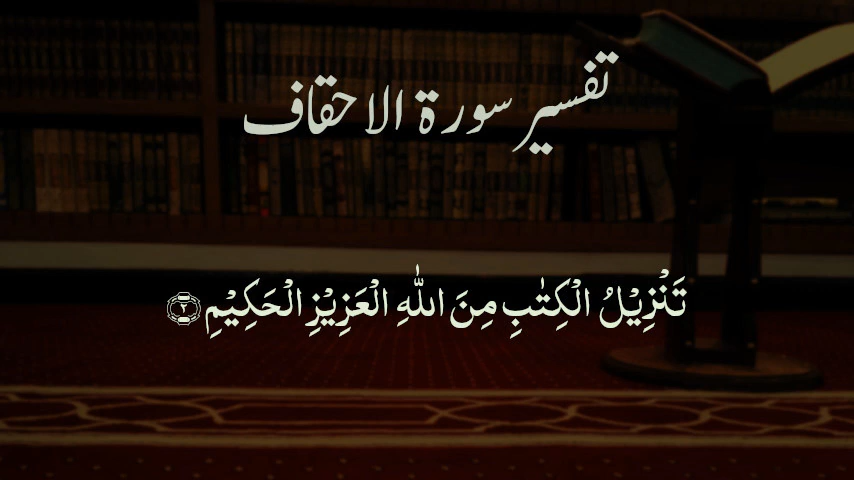 تفسیر سورۃ الاحقاف
تَنْزِيْلُ الْكِتٰبِ مِنَ اللّٰهِ الْعَزِيْزِ الْحَكِيْمِ ۝۲